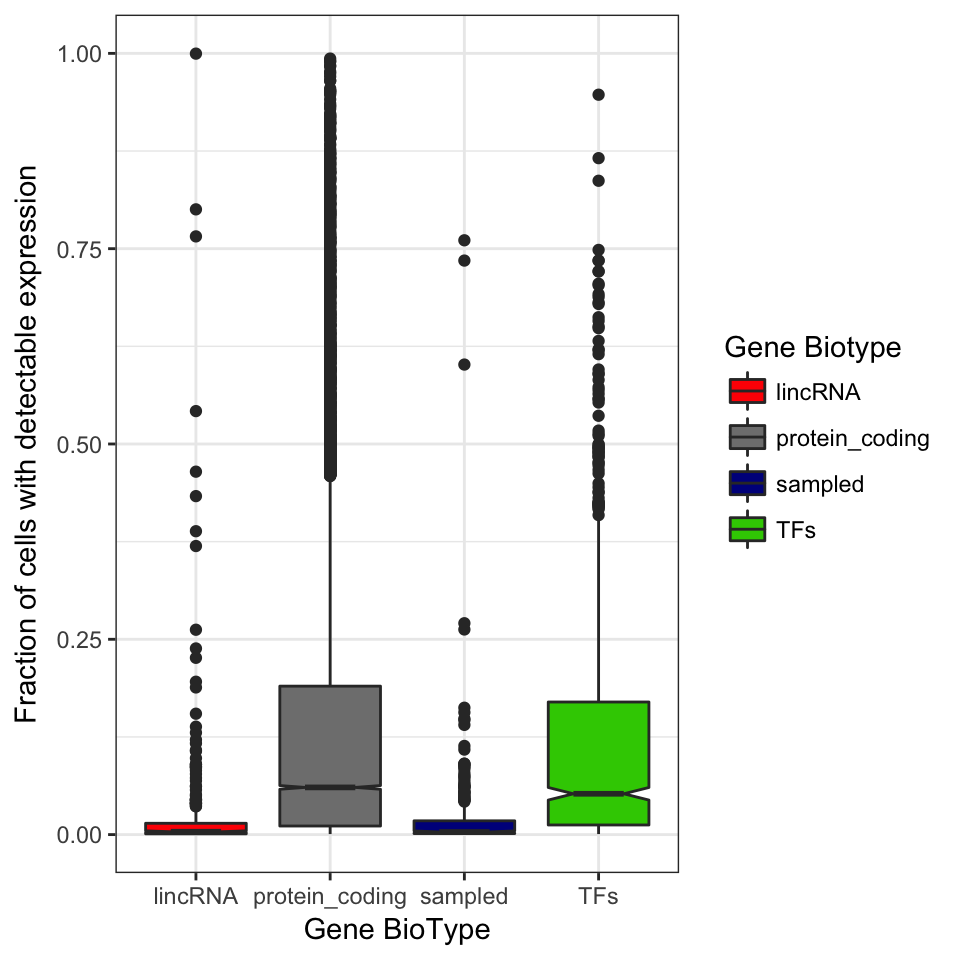 Fraction of cells with detectable expression
1.00
0.75
0.50
0.25
0.00
lincRNA protein_coding sampled TFs
Gene BioType
Gene Biotype
lincRNA
protein_coding
sampled
TFs